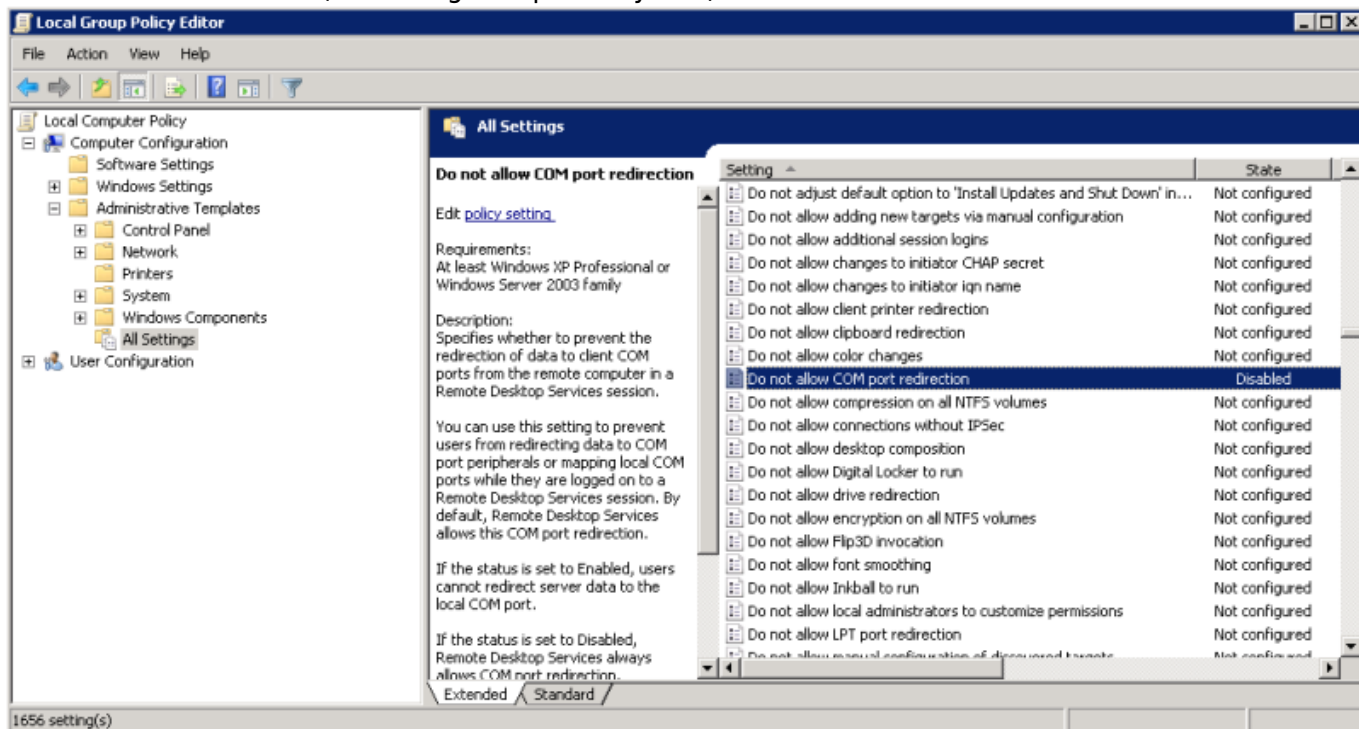 Local Group Policy Editor
File Action View Help
Local Computer Policy
Computer Configuration
Software Settings
Windows Settings
Administrative Templates
Control Panel
Network
Printers
System
Windows Components
All Settings
User Configuration
All Settings
Do not allow COM port redirection
Edit policy setting
Requirements:
At least Windows XP Professional or
Windows Server 2003 family
Description:
Specifies whether to prevent the
redirection of data to client COM
ports from the remote computer in a
Remote Desktop Services session.
You can use this setting to prevent
users from redirecting data to COM
port peripherals or mapping local COM
ports while they are logged on to a
Remote Desktop Services session. By
default, Remote Desktop Services
allows this COM port redirection.
If the status is set to Enabled, users
cannot redirect server data to the
local COM port.
If the status is set to Disabled,
Remote Desktop Services always
allows COM port redirection.
Setting State
Do not adjust default option to 'Install Updates and Shut Down' in... Not configured
Do not allow adding new targets via manual configuration Not configured
Do not allow additional session logins Not configured
Do not allow changes to initiator CHAP secret Not configured
Do not allow changes to initiator iqn name Not configured
Do not allow client printer redirection Not configured
Do not allow clipboard redirection Not configured
Do not allow color changes Not configured
Do not allow COM port redirection Disabled
Do not allow compression on all NTFS volumes Not configured
Do not allow connections without IPSec Not configured
Do not allow desktop composition Not configured
Do not allow Digital Locker to run Not configured
Do not allow drive redirection Not configured
Do not allow encryption on all NTFS volumes Not configured
Do not allow Flip3D invocation Not configured
Do not allow font smoothing Not configured
Do not allow Inkball to run Not configured
Do not allow local administrators to customize permissions Not configured
Do not allow LPT port redirection Not configured
Do not allow manual configuration of discovered targets Not configured
Extended Standard
1656 setting(s)